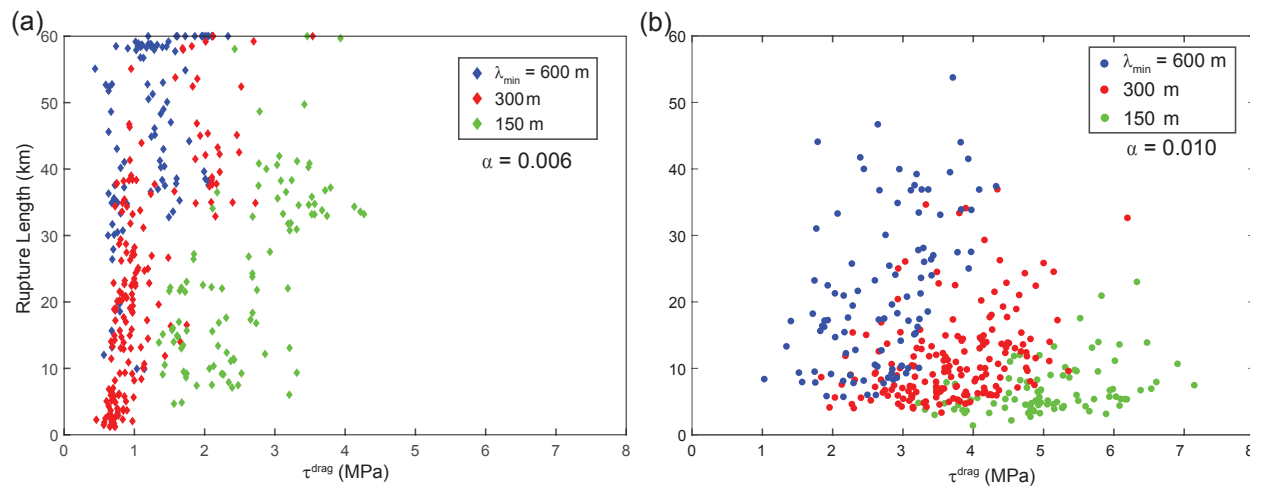 (a)
60
50
40
30
20
10
0
Rupture Length (km)
λmin = 600 m
300 m
150 m
α = 0.006
0 1 2 3 4 5 6 7 8
τdrag (MPa)
(b)
60
50
40
30
20
10
0
λmin = 600 m
300 m
150 m
α = 0.010
0 1 2 3 4 5 6 7 8
τdrag (MPa)